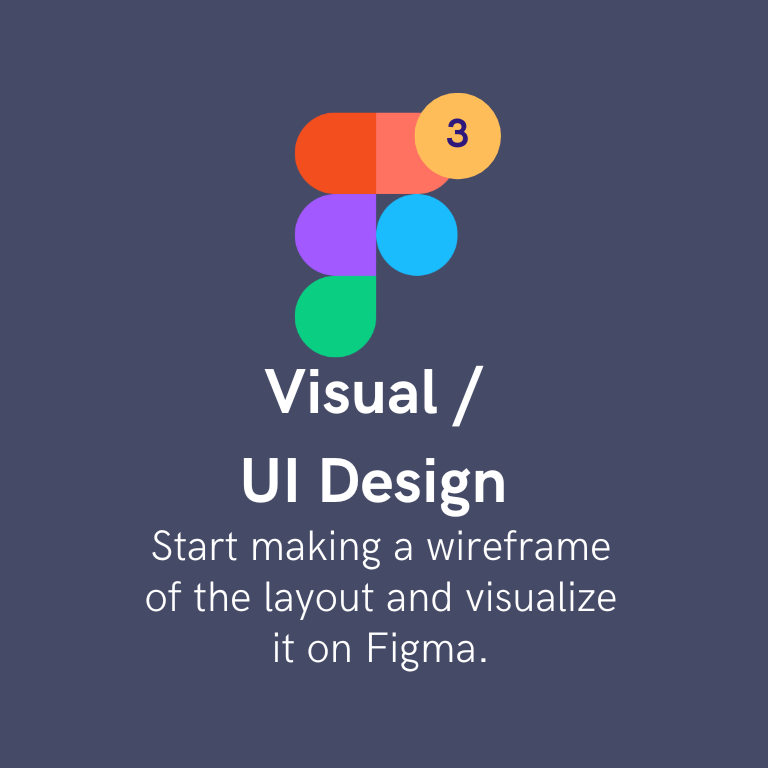 3
Visual /
UI Design
Start making a wireframe
of the layout and visualize
it on Figma.